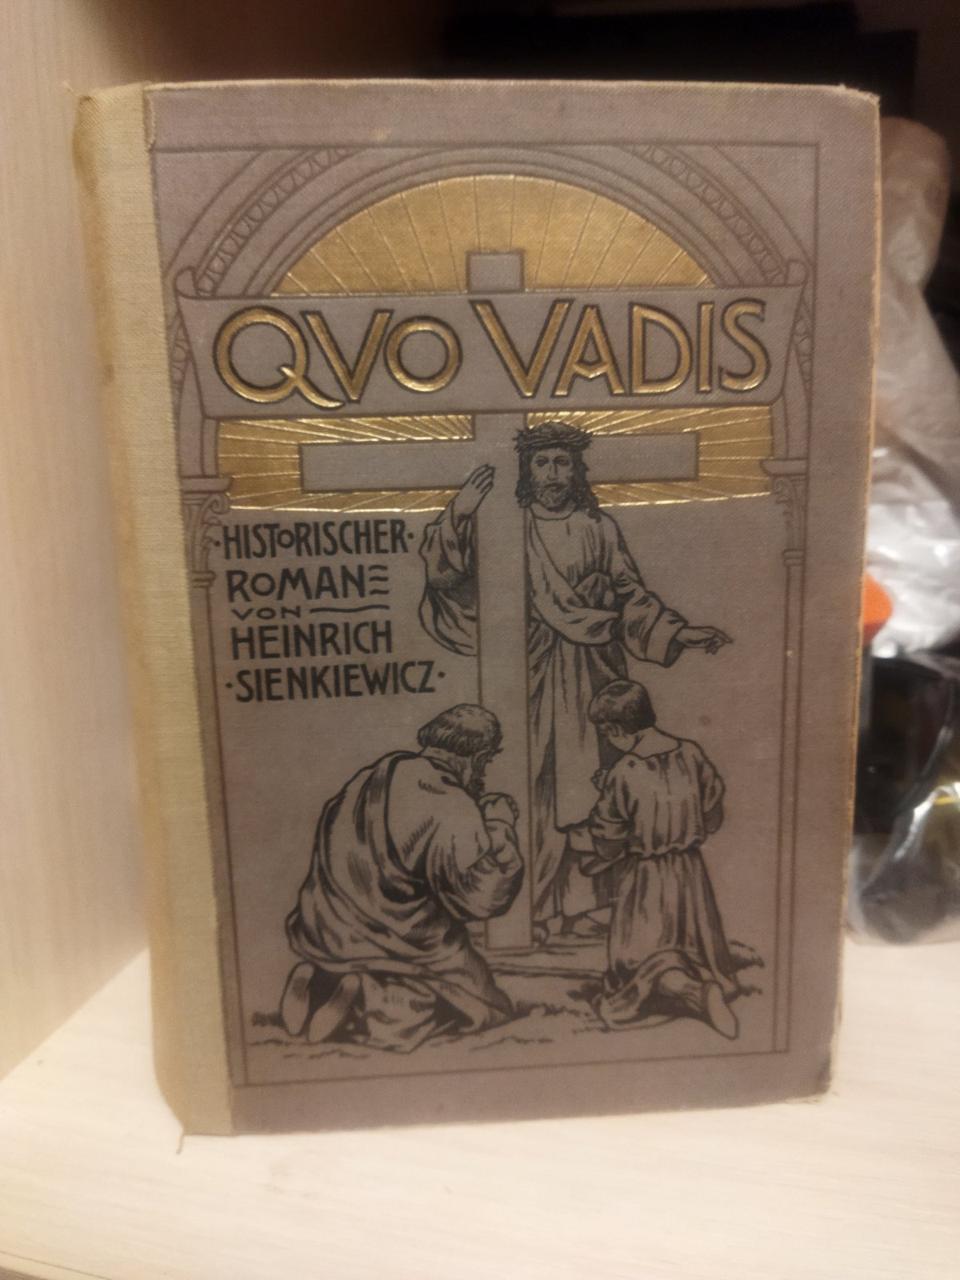 QVO VADIS
·HISTORISCHER·
ROMAN
VON
HEINRICH
·SIENKIEWICZ·